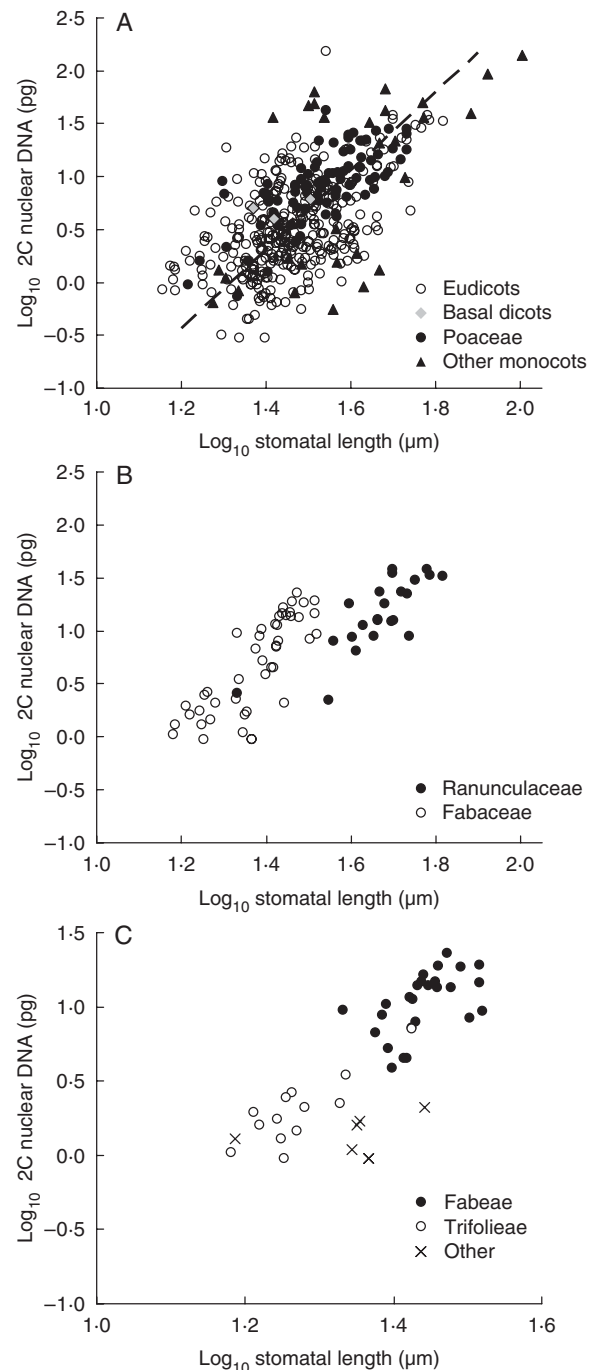 A
Log10 2C nuclear DNA (pg)
2·5
2·0
1·5
1·0
0·5
0·0
−0·5
−1·0
Eudicots
Basal dicots
Poaceae
Other monocots
1·0 1·2 1·4 1·6 1·8 2·0
Log10 stomatal length (µm)
B
Log10 2C nuclear DNA (pg)
2·5
2·0
1·5
1·0
0·5
0·0
−0·5
−1·0
Ranunculaceae
Fabaceae
1·0 1·2 1·4 1·6 1·8 2·0
Log10 stomatal length (µm)
C
Log10 2C nuclear DNA (pg)
1·5
1·0
0·5
0·0
−0·5
−1·0
Fabeae
Trifolieae
Other
1·0 1·2 1·4 1·6
Log10 stomatal length (µm)